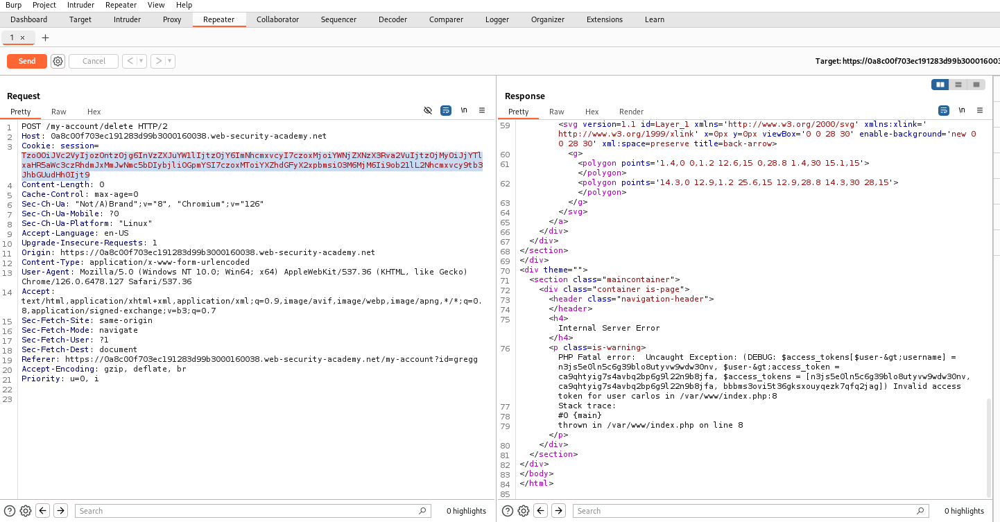 Burp Project Intruder Repeater View Help
Dashboard Target Intruder Proxy Repeater Collaborator Sequencer Decoder Comparer Logger Organizer Extensions Learn
1 × +
Send Cancel < >
Target: https://0a8c00f703ec191283d99b300016003
Request
Pretty Raw Hex
\n
1 POST /my-account/delete HTTP/2
2 Host: 0a8c00f703ec191283d99b3000160038.web-security-academy.net
3 Cookie: session=
4 Content-Length: 0
5 Cache-Control: max-age=0
6 Sec-Ch-Ua: "Not/A)Brand";v="8", "Chromium";v="126"
7 Sec-Ch-Ua-Mobile: ?0
8 Sec-Ch-Ua-Platform: "Linux"
9 Accept-Language: en-US
10 Upgrade-Insecure-Requests: 1
11 Origin: https://0a8c00f703ec191283d99b3000160038.web-security-academy.net
12 Content-Type: application/x-www-form-urlencoded
13 User-Agent: Mozilla/5.0 (Windows NT 10.0; Win64; x64) AppleWebKit/537.36 (KHTML, like Gecko)
Chrome/126.0.6478.127 Safari/537.36
14 Accept:
text/html,application/xhtml+xml,application/xml;q=0.9,image/avif,image/webp,image/apng,*/*;q=0.
8,application/signed-exchange;v=b3;q=0.7
15 Sec-Fetch-Site: same-origin
16 Sec-Fetch-Mode: navigate
17 Sec-Fetch-User: ?1
18 Sec-Fetch-Dest: document
19 Referer: https://0a8c00f703ec191283d99b3000160038.web-security-academy.net/my-account?id=gregg
20 Accept-Encoding: gzip, deflate, br
21 Priority: u=0, i
22
23
Search
0 highlights
Response
Pretty Raw Hex Render
\n
59 <svg version=1.1 id=Layer_1 xmlns='http://www.w3.org/2000/svg' xmlns:xlink='
http://www.w3.org/1999/xlink' x=0px y=0px viewBox='0 0 28 30' enable-background='new 0
0 28 30' xml:space=preserve title=back-arrow>
60 <g>
61 <polygon points='1.4,0 0,1.2 12.6,15 0,28.8 1.4,30 15.1,15'>
</polygon>
62 <polygon points='14.3,0 12.9,1.2 25.6,15 12.9,28.8 14.3,30 28,15'>
</polygon>
63 </g>
64 </svg>
65 </a>
66 </div>
67 </div>
68 </section>
69 </div>
70 <div theme="">
71 <section class="maincontainer">
72 <div class="container is-page">
73 <header class="navigation-header">
74 </header>
75 <h4>
Internal Server Error
</h4>
76 <p class=is-warning>
PHP Fatal error:  Uncaught Exception: (DEBUG: $access_tokens[$user-&gt;username] =
n3js5e0ln5c6g39blo8utyvw9wdw30nv, $user-&gt;access_token =
ca9qhtyig7s4avbq2bp6g9l22n9b8jfa, $access_tokens = [n3js5e0ln5c6g39blo8utyvw9wdw30nv,
ca9qhtyig7s4avbq2bp6g9l22n9b8jfa, bbbms3ovi5t36gksxouyqezk7qfq2jag]) Invalid access
token for user carlos in /var/www/index.php:8
77 Stack trace:
78 #0 {main}
79 thrown in /var/www/index.php on line 8
</p>
80 </div>
81 </section>
82 </div>
83 </body>
84 </html>
85
Search
0 highlights